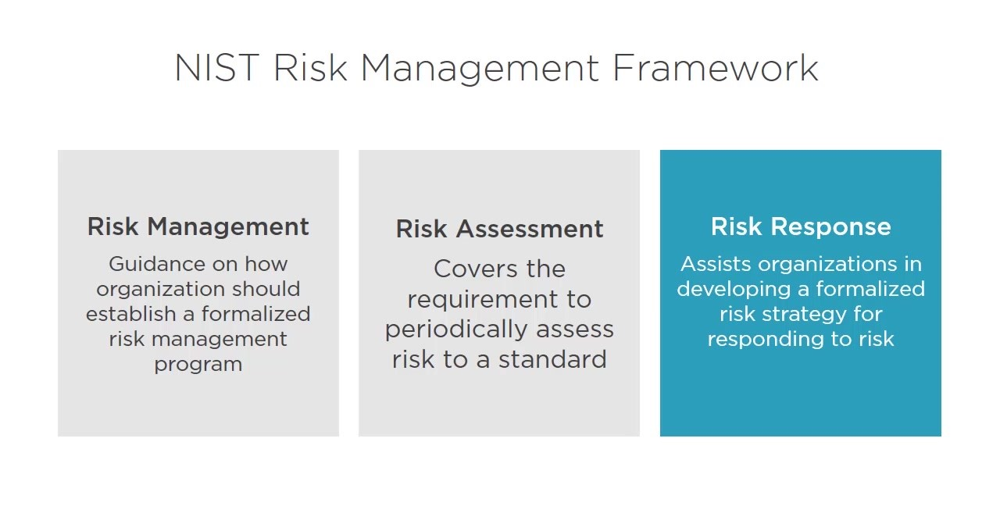 NIST Risk Management Framework
Risk Management
Guidance on how
organization should
establish a formalized
risk management
program
Risk Assessment
Covers the
requirement to
periodically assess
risk to a standard
Risk Response
Assists organizations in
developing a formalized
risk strategy for
responding to risk